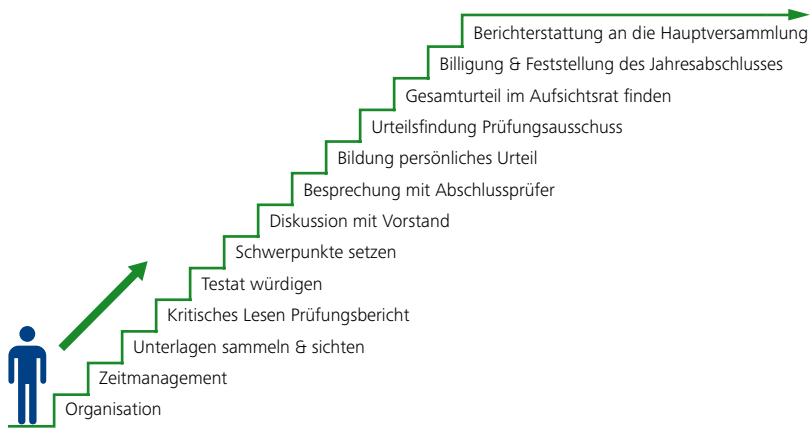 Berichterstattung an die Hauptversammlung
Billigung & Feststellung des Jahresabschlusses
Gesamturteil im Aufsichtsrat finden
Urteilsfindung Prüfungsausschuss
Bildung persönliches Urteil
Besprechung mit Abschlussprüfer
Diskussion mit Vorstand
Schwerpunkte setzen
Testat würdigen
Kritisches Lesen Prüfungsbericht
Unterlagen sammeln & sichten
Zeitmanagement
Organisation